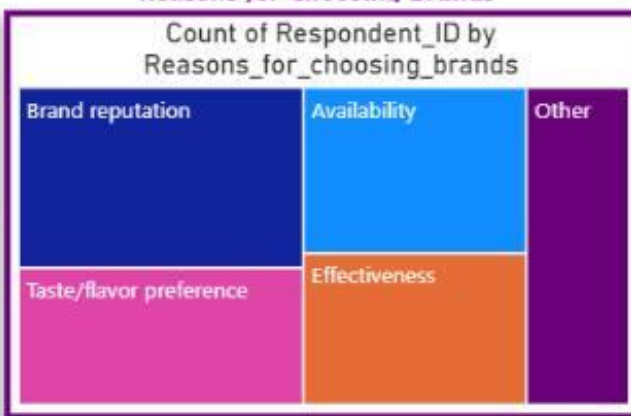 Count of Respondent_ID by
Reasons_for_choosing_brands
Brand reputation
Availability
Other
Taste/flavor preference
Effectiveness